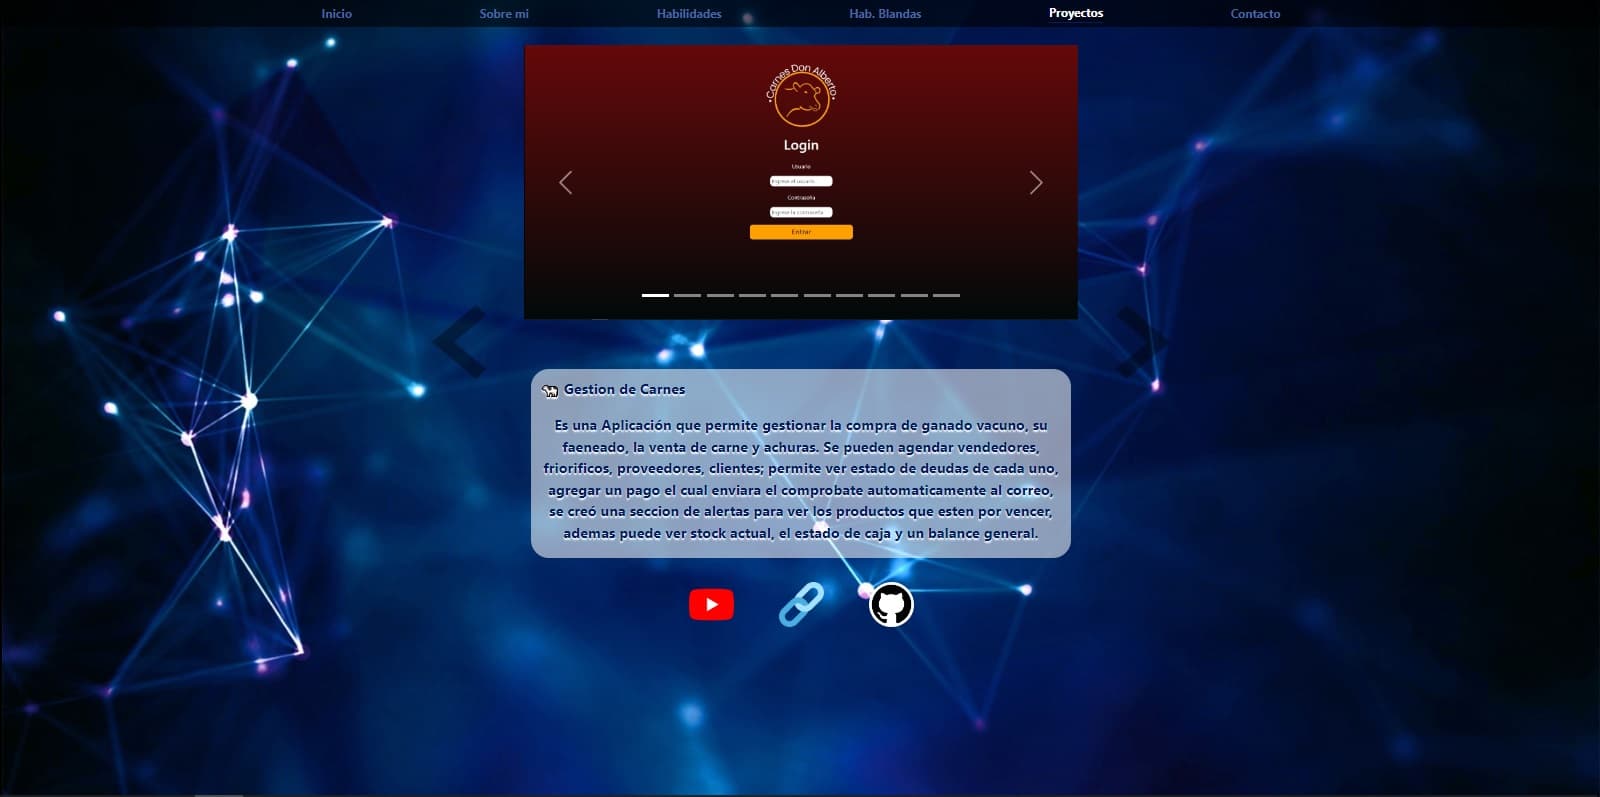 Inicio
Sobre mi
Habilidades
Hab. Blandas
Proyectos
Contacto
•Carnes Don Alberto•
Login
Usuario
Ingrese el usuario
Contraseña
Ingrese la contraseña
Entrar
Gestion de Carnes
Es una Aplicación que permite gestionar la compra de ganado vacuno, su
faeneado, la venta de carne y achuras. Se pueden agendar vendedores,
friorificos, proveedores, clientes; permite ver estado de deudas de cada uno,
agregar un pago el cual enviara el comprobate automaticamente al correo,
se creó una seccion de alertas para ver los productos que esten por vencer,
ademas puede ver stock actual, el estado de caja y un balance general.